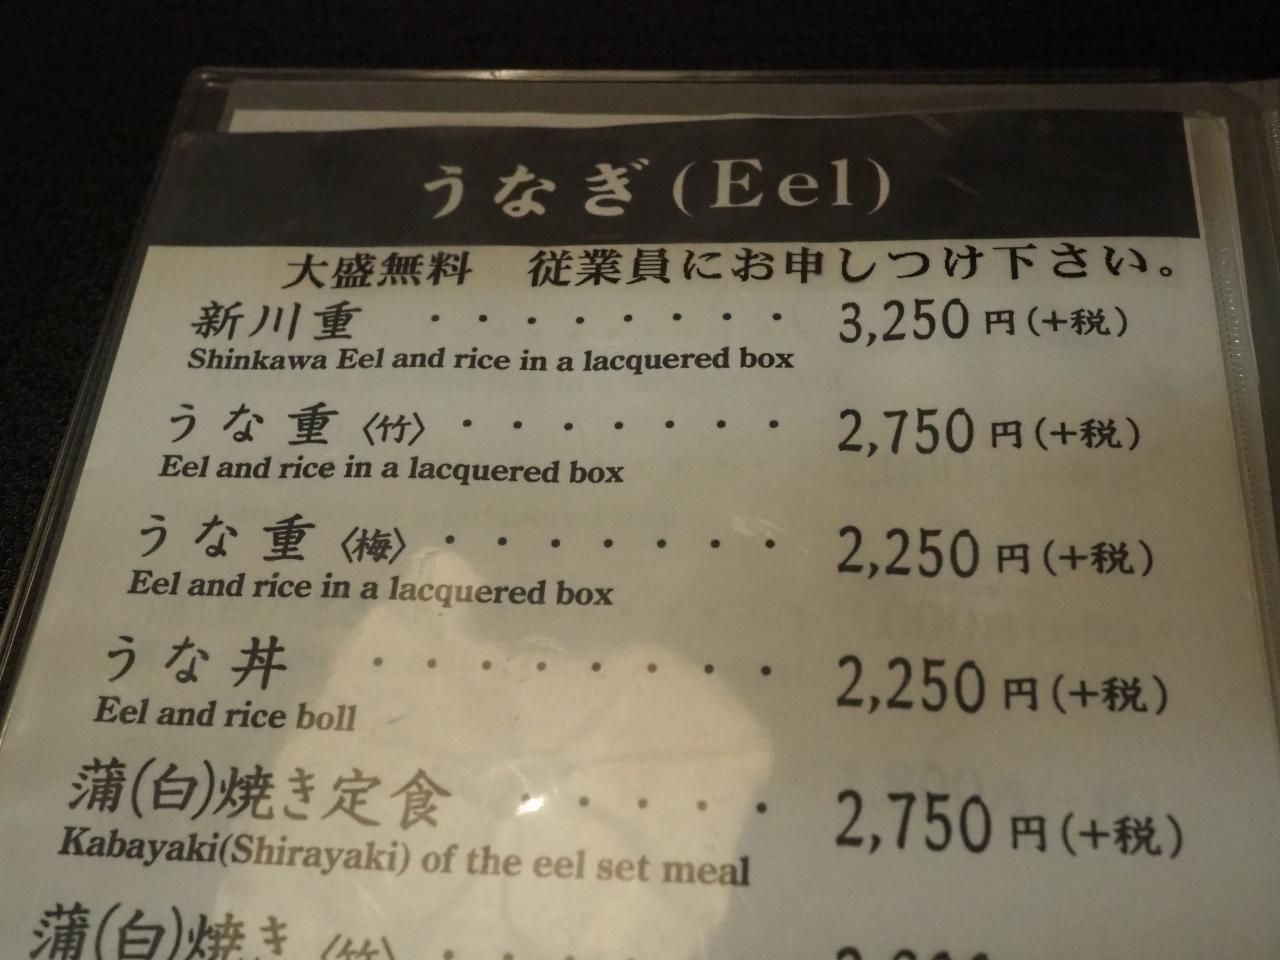 うなぎ(Eel)
大盛無料 従業員にお申しつけ下さい。
新川重 ・・・・・・・・ 3,250円(+税)
Shinkawa Eel and rice in a lacquered box
うな重〈竹〉・・・・・・・ 2,750円(+税)
Eel and rice in a lacquered box
うな重〈梅〉・・・・・・・ 2,250円(+税)
Eel and rice in a lacquered box
うな丼 ・・・・・・・・ 2,250円(+税)
Eel and rice boll
蒲(白)焼き定食 ・・・・・ 2,750円(+税)
Kabayaki(Shirayaki) of the eel set meal
蒲(白)焼き〈竹〉